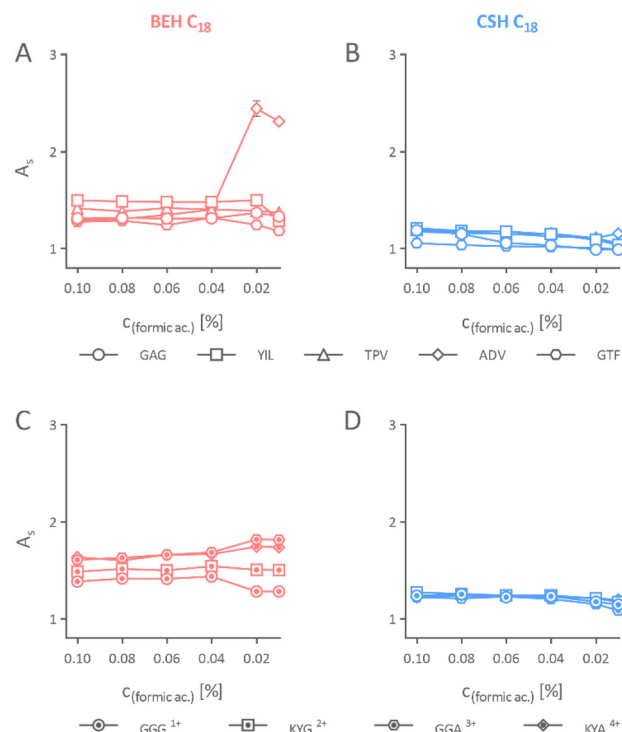 BEH C18
CSH C18
A
B
3
3
2
2
As
1
1
0.10 0.08 0.06 0.04 0.02
0.10 0.08 0.06 0.04 0.02
c(formic ac.) [%]
c(formic ac.) [%]
GAG YIL TPV ADV GTF
C
D
3
3
2
2
As
1
1
0.10 0.08 0.06 0.04 0.02
0.10 0.08 0.06 0.04 0.02
c(formic ac.) [%]
c(formic ac.) [%]
GGG 1+ KYG 2+ GGA 3+ KYA 4+